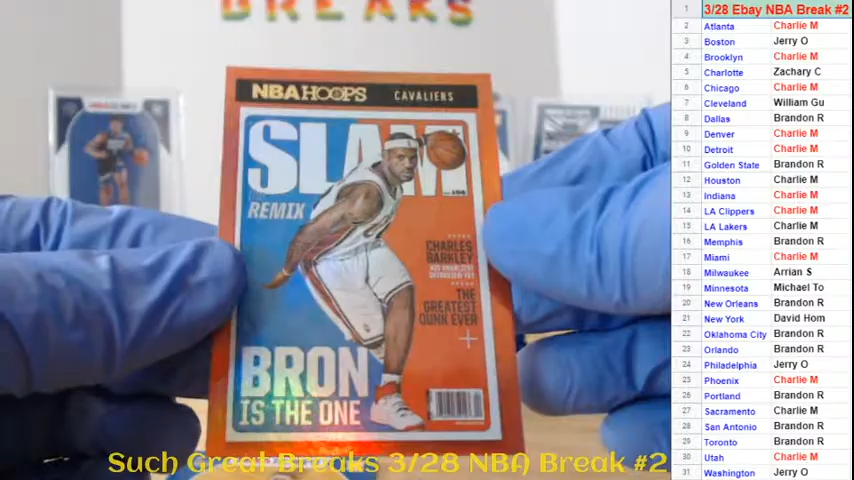 BREAKS
NBA HOOPS CAVALIERS
SLAM
REMIX
CHARLES
BARKLEY
THE
GREATEST
DUNK EVER
BRON
IS THE ONE
Such Great Breaks 3/28 NBA Break #2
1 3/28 Ebay NBA Break #2
2 Atlanta Charlie M
3 Boston Jerry O
4 Brooklyn Charlie M
5 Charlotte Zachary C
6 Chicago Charlie M
7 Cleveland William Gu
8 Dallas Brandon R
9 Denver Charlie M
10 Detroit Charlie M
11 Golden State Brandon R
12 Houston Charlie M
13 Indiana Charlie M
14 LA Clippers Charlie M
15 LA Lakers Charlie M
16 Memphis Brandon R
17 Miami Charlie M
18 Milwaukee Arrian S
19 Minnesota Michael To
20 New Orleans Brandon R
21 New York David Hom
22 Oklahoma City Brandon R
23 Orlando Brandon R
24 Philadelphia Jerry O
25 Phoenix Charlie M
26 Portland Brandon R
27 Sacramento Charlie M
28 San Antonio Brandon R
29 Toronto Brandon R
30 Utah Charlie M
31 Washington Jerry O